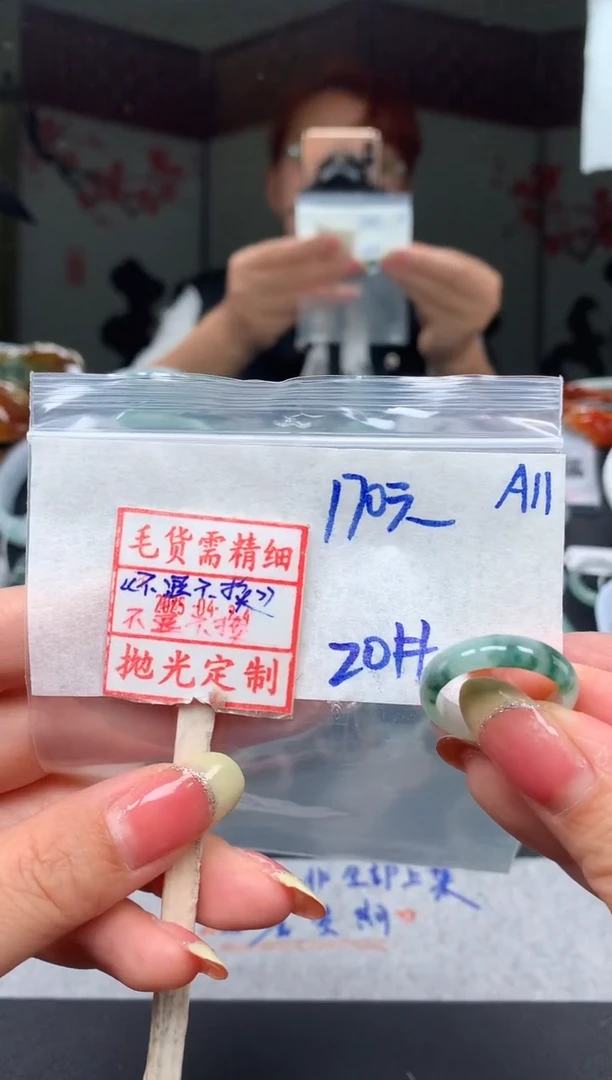 170元
A11
毛货需精细
《不退不换》
2025.04.
不退不换
抛光定制
20#